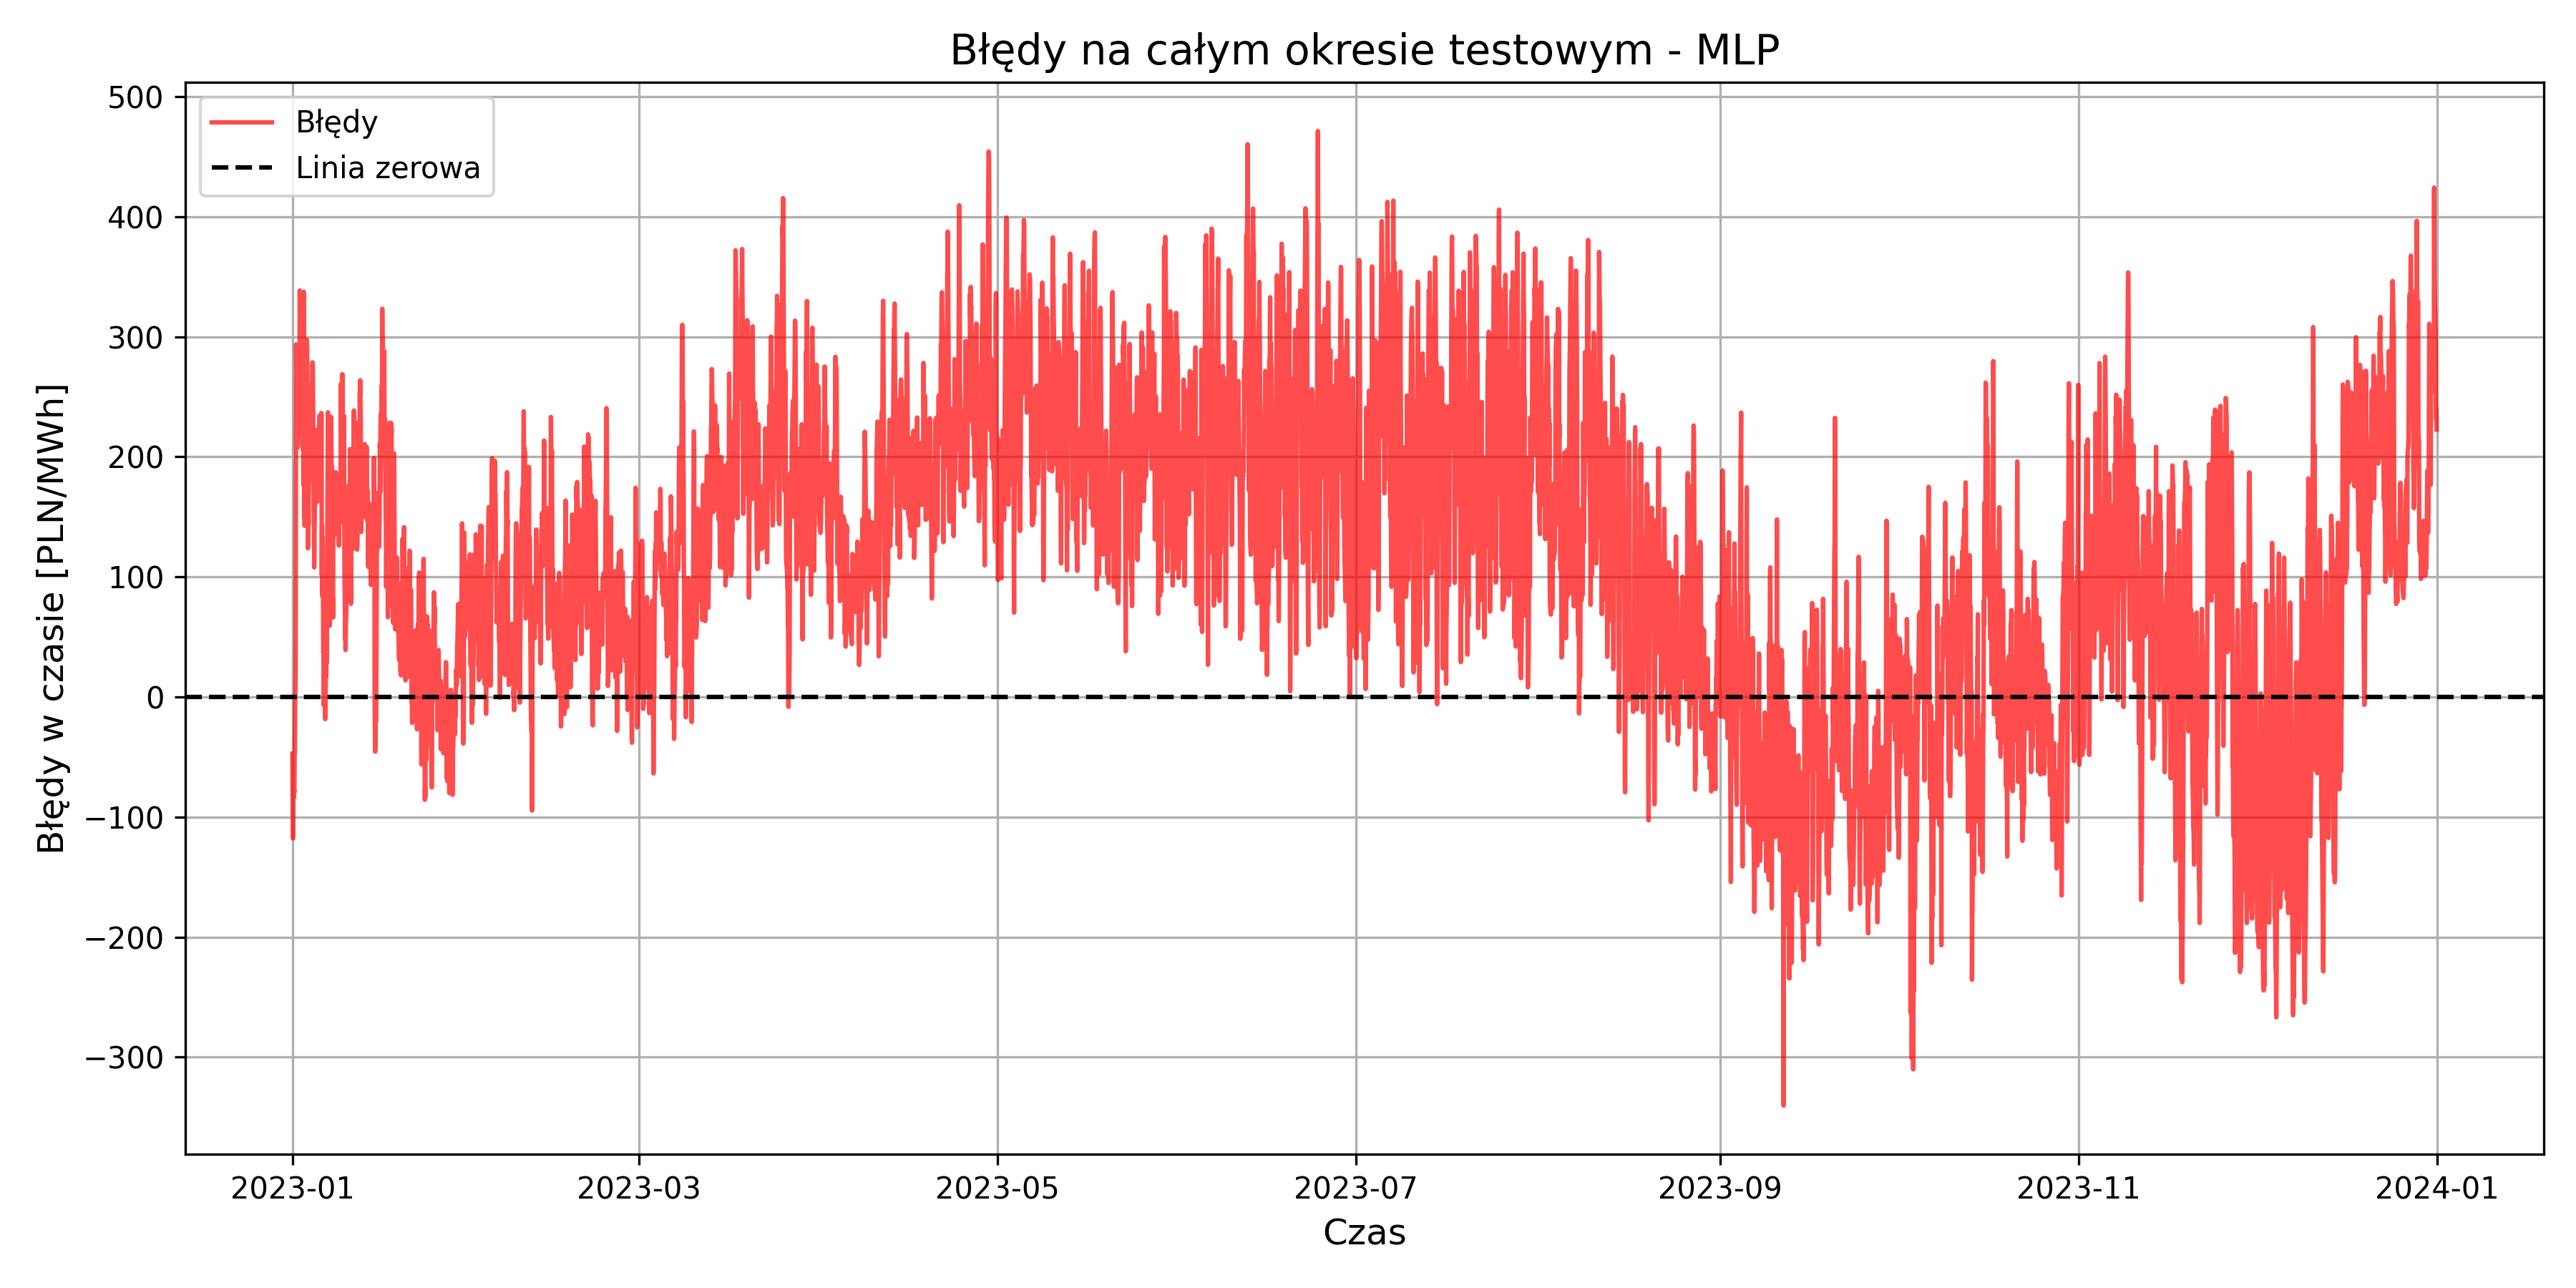 Błędy na całym okresie testowym - MLP
Błędy
Linia zerowa
500
400
300
200
100
0
−100
−200
−300
Błędy w czasie [PLN/MWh]
2023-01 2023-03 2023-05 2023-07 2023-09 2023-11 2024-01
Czas